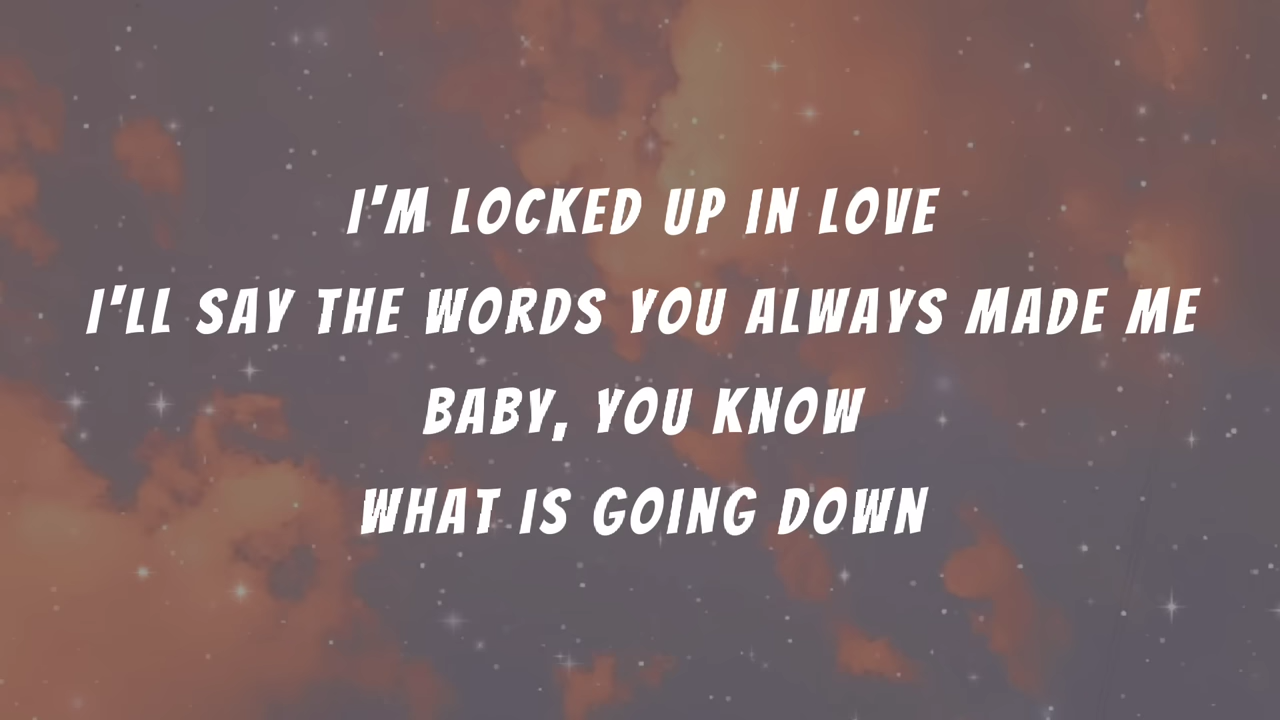 I'M LOCKED UP IN LOVE
I'LL SAY THE WORDS YOU ALWAYS MADE ME
BABY, YOU KNOW
WHAT IS GOING DOWN